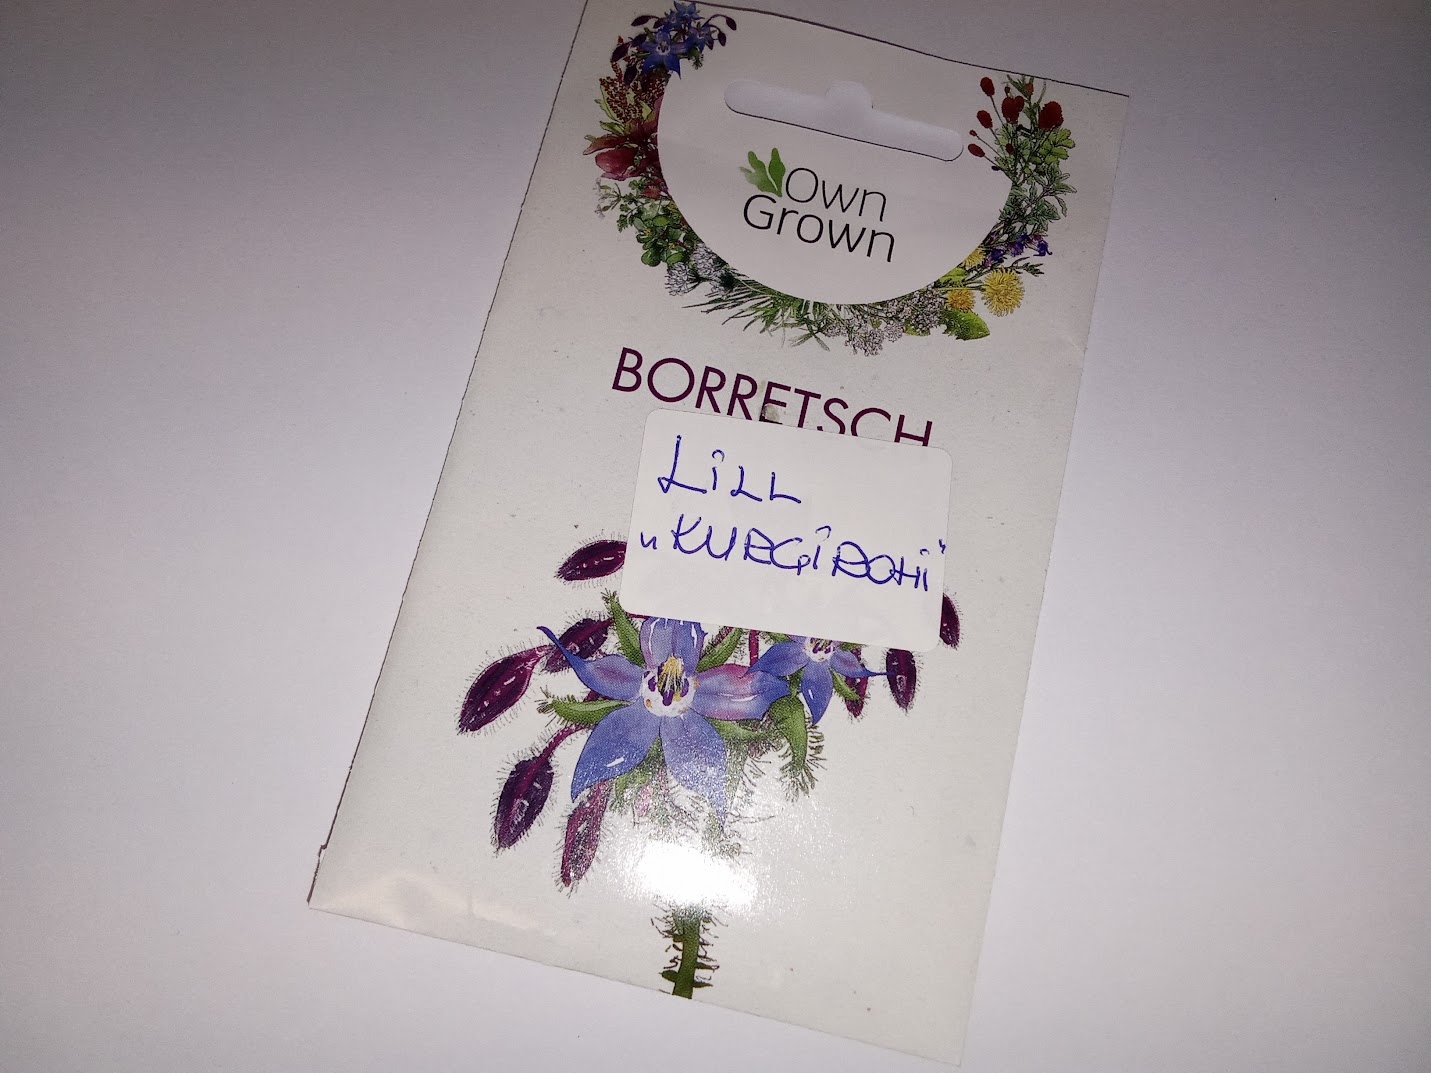 Own
Grown
BORRETSCH
LiLL
„KURGiROHi"